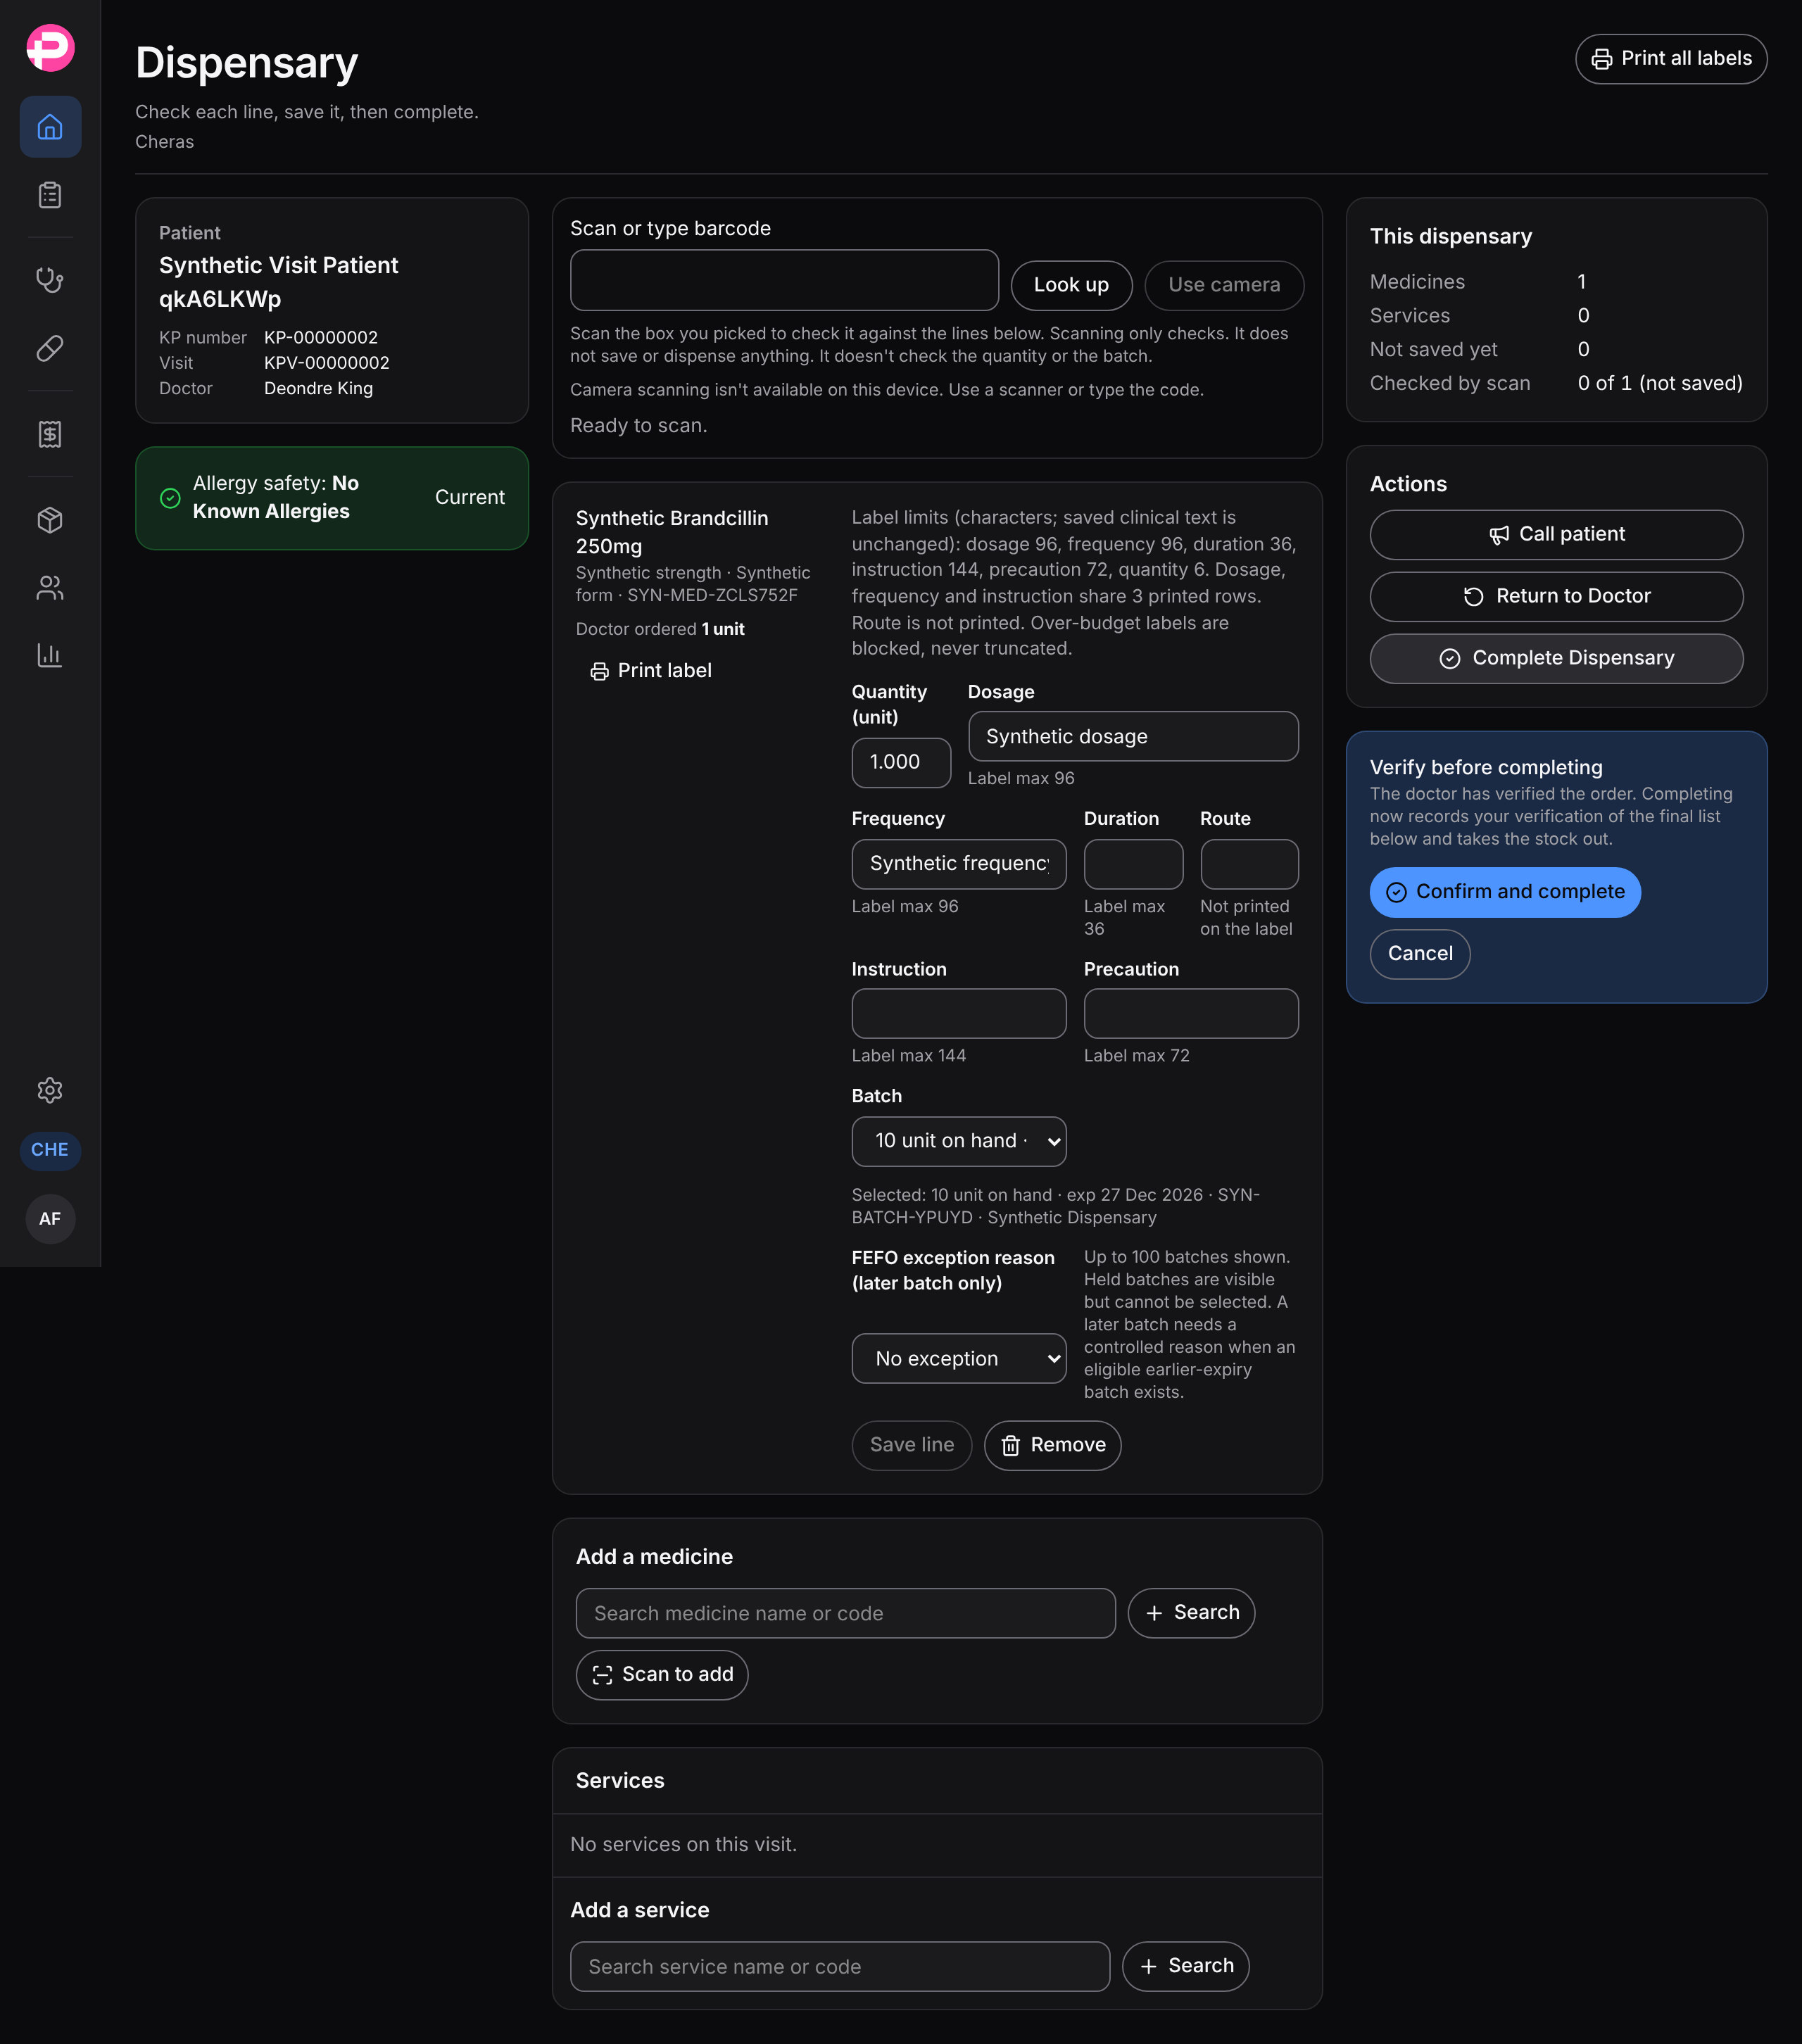 Dispensary
Check each line, save it, then complete.
Cheras
Print all labels
Patient
Synthetic Visit Patient
qkA6LKWp
KP number KP-00000002
Visit KPV-00000002
Doctor Deondre King
Allergy safety: No
Known Allergies
Current
Scan or type barcode
Look up
Use camera
Scan the box you picked to check it against the lines below. Scanning only checks. It does
not save or dispense anything. It doesn't check the quantity or the batch.
Camera scanning isn't available on this device. Use a scanner or type the code.
Ready to scan.
Synthetic Brandcillin
250mg
Synthetic strength · Synthetic
form · SYN-MED-ZCLS752F
Doctor ordered 1 unit
Print label
Label limits (characters; saved clinical text is
unchanged): dosage 96, frequency 96, duration 36,
instruction 144, precaution 72, quantity 6. Dosage,
frequency and instruction share 3 printed rows.
Route is not printed. Over-budget labels are
blocked, never truncated.
Quantity
(unit)
1.000
Dosage
Synthetic dosage
Label max 96
Frequency
Synthetic frequency
Label max 96
Duration
Label max
36
Route
Not printed
on the label
Instruction
Label max 144
Precaution
Label max 72
Batch
10 unit on hand ·
Selected: 10 unit on hand · exp 27 Dec 2026 · SYN-
BATCH-YPUYD · Synthetic Dispensary
FEFO exception reason
(later batch only)
No exception
Up to 100 batches shown.
Held batches are visible
but cannot be selected. A
later batch needs a
controlled reason when an
eligible earlier-expiry
batch exists.
Save line
Remove
Add a medicine
Search medicine name or code
Search
Scan to add
Services
No services on this visit.
Add a service
Search service name or code
Search
This dispensary
Medicines 1
Services 0
Not saved yet 0
Checked by scan 0 of 1 (not saved)
Actions
Call patient
Return to Doctor
Complete Dispensary
Verify before completing
The doctor has verified the order. Completing
now records your verification of the final list
below and takes the stock out.
Confirm and complete
Cancel
CHE
AF